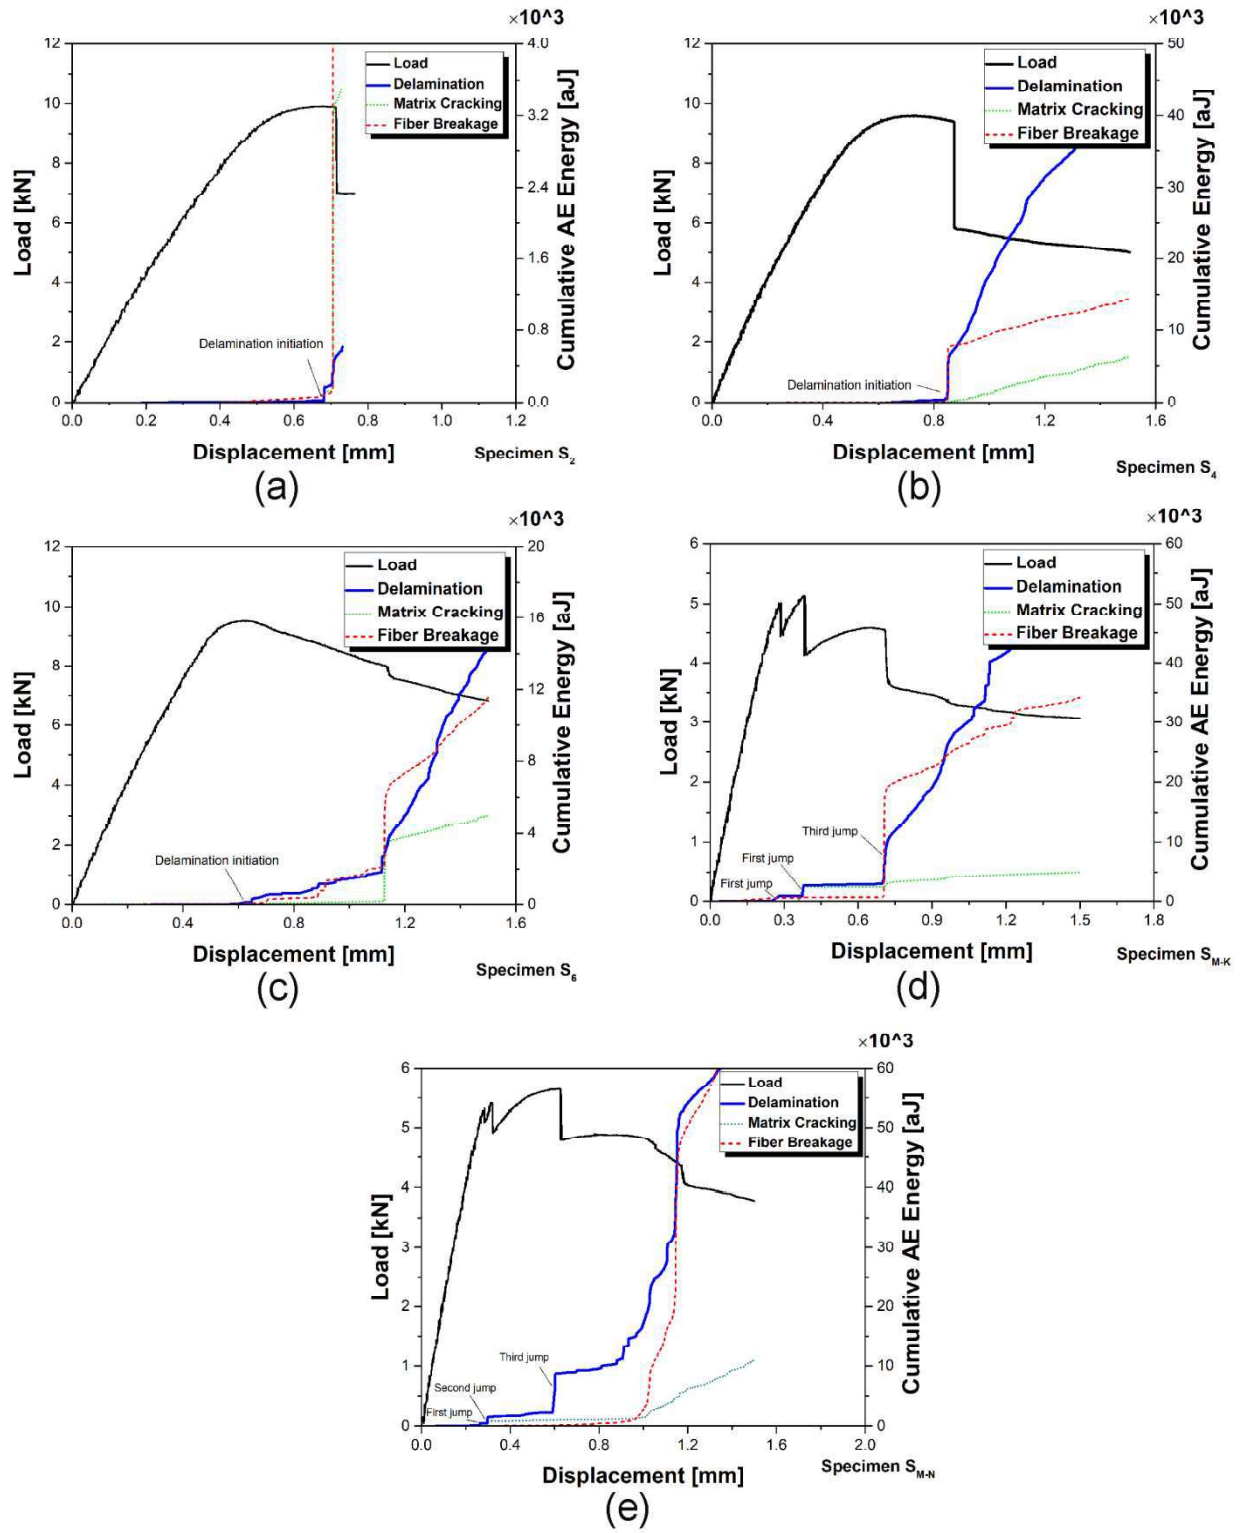 ×10^3
12
10
8
6
4
2
0
Load [kN]
Load
Delamination
Matrix Cracking
Fiber Breakage
Delamination initiation
4.0
3.2
2.4
1.6
0.8
0.0
Cumulative AE Energy [aJ]
0.0 0.2 0.4 0.6 0.8 1.0 1.2
Displacement [mm]
Specimen S2
(a)
×10^3
12
10
8
6
4
2
0
Load [kN]
Load
Delamination
Matrix Cracking
Fiber Breakage
Delamination initiation
50
40
30
20
10
0
Cumulative Energy [aJ]
0.0 0.4 0.8 1.2 1.6
Displacement [mm]
Specimen S4
(b)
×10^3
12
10
8
6
4
2
0
Load [kN]
Load
Delamination
Matrix Cracking
Fiber Breakage
Delamination initiation
20
16
12
8
4
0
Cumulative Energy [aJ]
0.0 0.4 0.8 1.2 1.6
Displacement [mm]
Specimen S6
(c)
×10^3
6
5
4
3
2
1
0
Load [kN]
Load
Delamination
Matrix Cracking
Fiber Breakage
Third jump
First jump
First jump
60
50
40
30
20
10
0
Cumulative AE Energy [aJ]
0.0 0.3 0.6 0.9 1.2 1.5 1.8
Displacement [mm]
Specimen SM-K
(d)
×10^3
6
5
4
3
2
1
0
Load [kN]
Load
Delamination
Matrix Cracking
Fiber Breakage
Third jump
Second jump
First jump
60
50
40
30
20
10
0
Cumulative AE Energy [aJ]
0.0 0.4 0.8 1.2 1.6 2.0
Displacement [mm]
Specimen SM-N
(e)